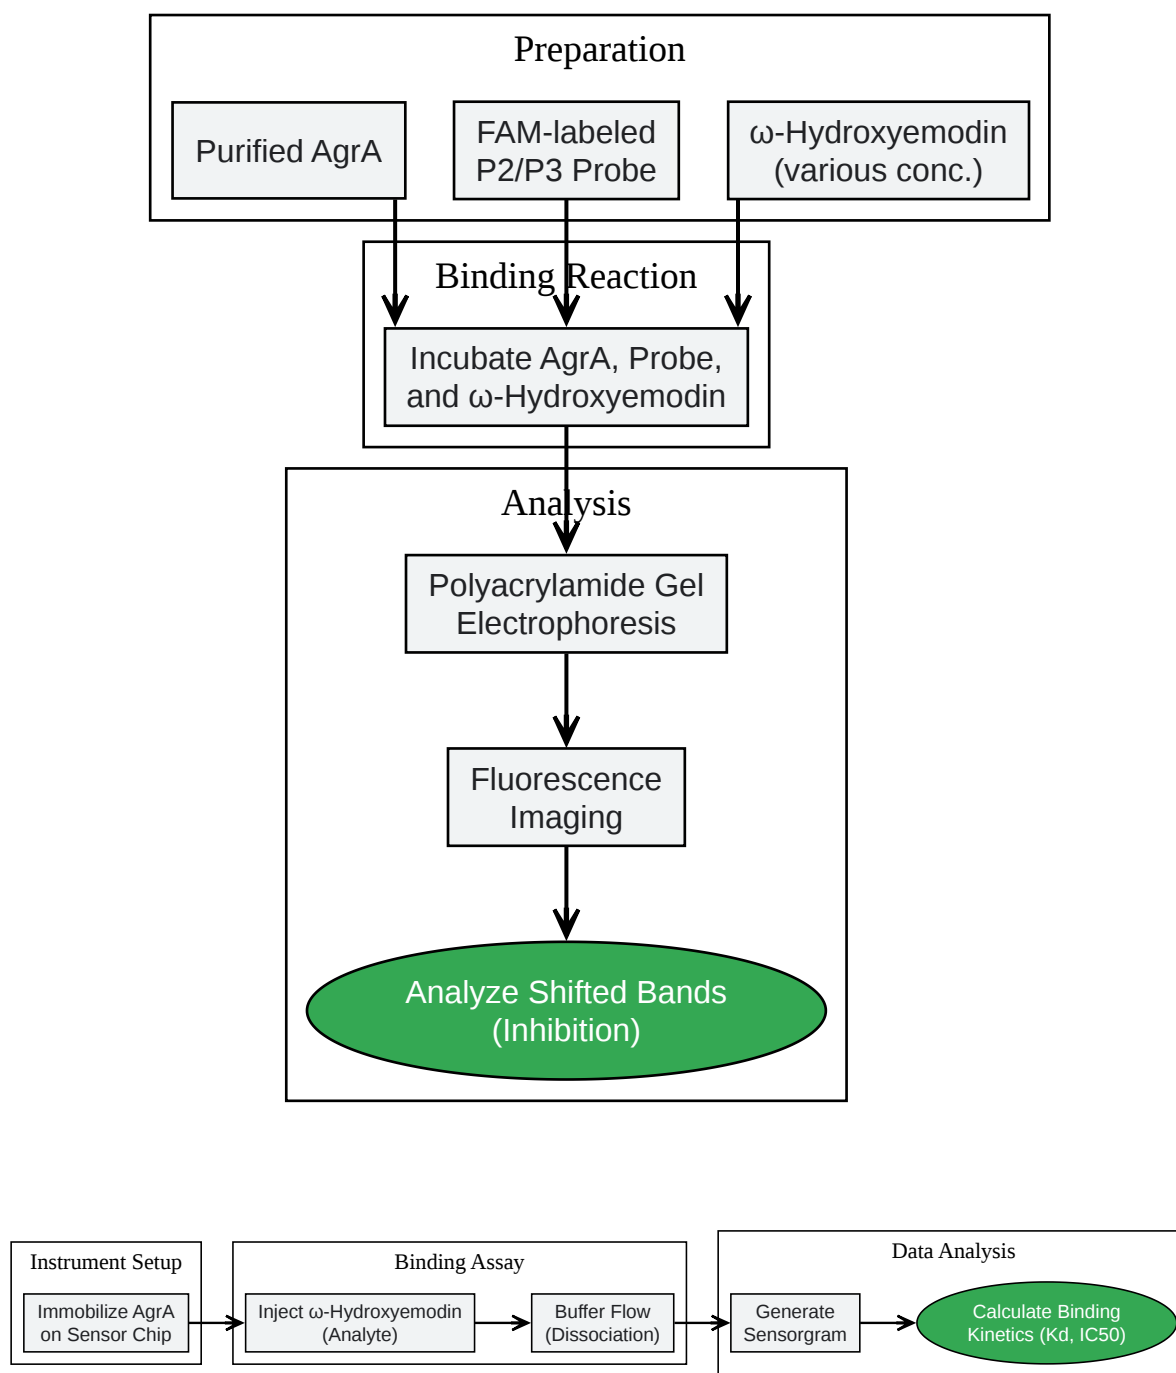 Preparation
Purified AgrA
FAM-labeled
P2/P3 Probe
ω-Hydroxyemodin
(various conc.)
Binding Reaction
Incubate AgrA, Probe,
and ω-Hydroxyemodin
Analysis
Polyacrylamide Gel
Electrophoresis
Fluorescence
Imaging
Analyze Shifted Bands
(Inhibition)
Instrument Setup
Immobilize AgrA
on Sensor Chip
Binding Assay
Inject ω-Hydroxyemodin
(Analyte)
Buffer Flow
(Dissociation)
Data Analysis
Generate
Sensorgram
Calculate Binding
Kinetics (Kd, IC50)